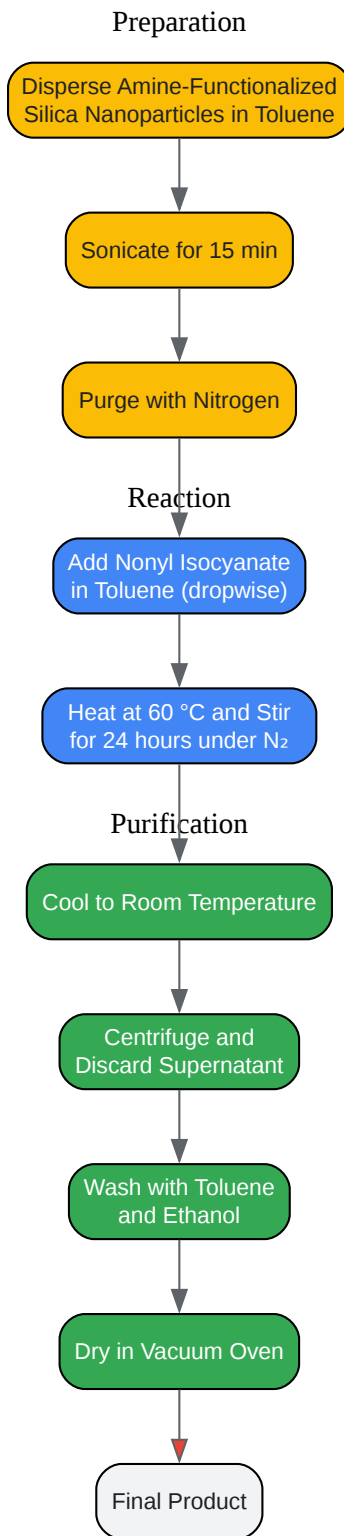 Preparation
Disperse Amine-Functionalized
Silica Nanoparticles in Toluene
Sonicate for 15 min
Purge with Nitrogen
Reaction
Add Nonyl Isocyanate
in Toluene (dropwise)
Heat at 60 °C and Stir
for 24 hours under N₂
Purification
Cool to Room Temperature
Centrifuge and
Discard Supernatant
Wash with Toluene
and Ethanol
Dry in Vacuum Oven
Final Product